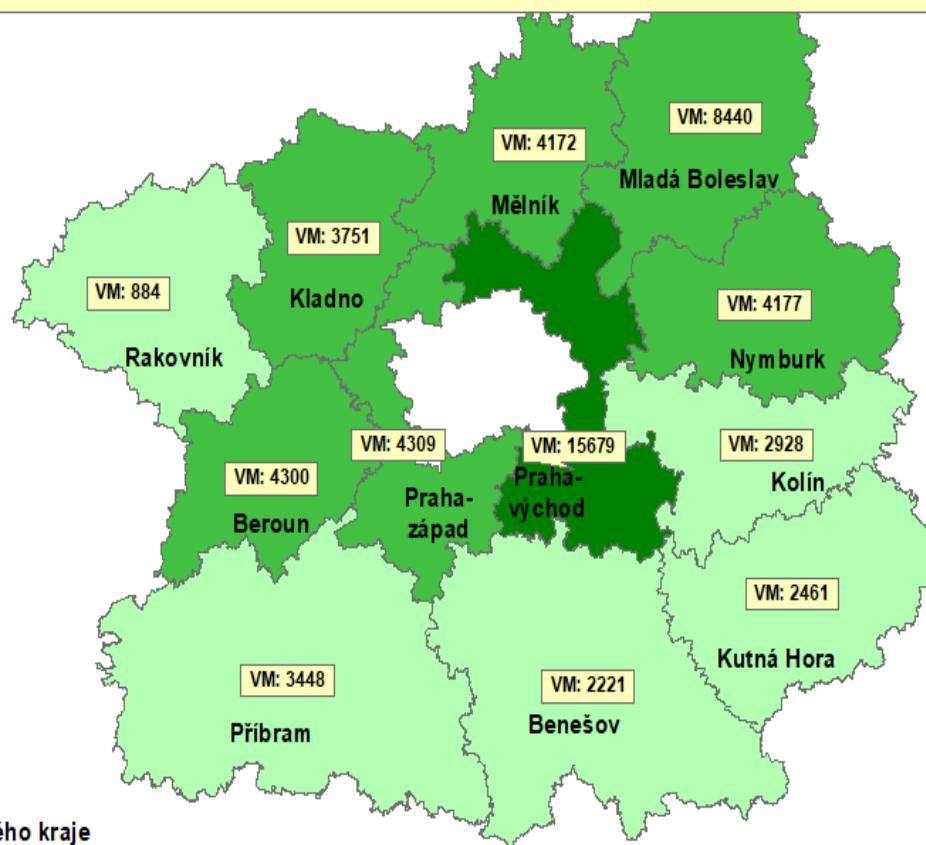 VM: 8440
Mladá Boleslav
VM: 4172
Mělník
VM: 3751
Kladno
VM: 884
Rakovník
VM: 4177
Nymburk
VM: 4309
Praha-
západ
VM: 15679
Praha-
východ
VM: 2928
Kolín
VM: 4300
Beroun
VM: 2461
Kutná Hora
VM: 3448
Příbram
VM: 2221
Benešov
ého kraje